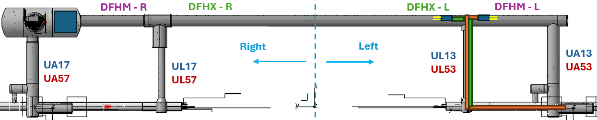 DFHM - R
DFHX - R
DFHX - L
DFHM - L
Right
Left
UA17
UA57
UL17
UL57
UL13
UL53
UA13
UA53